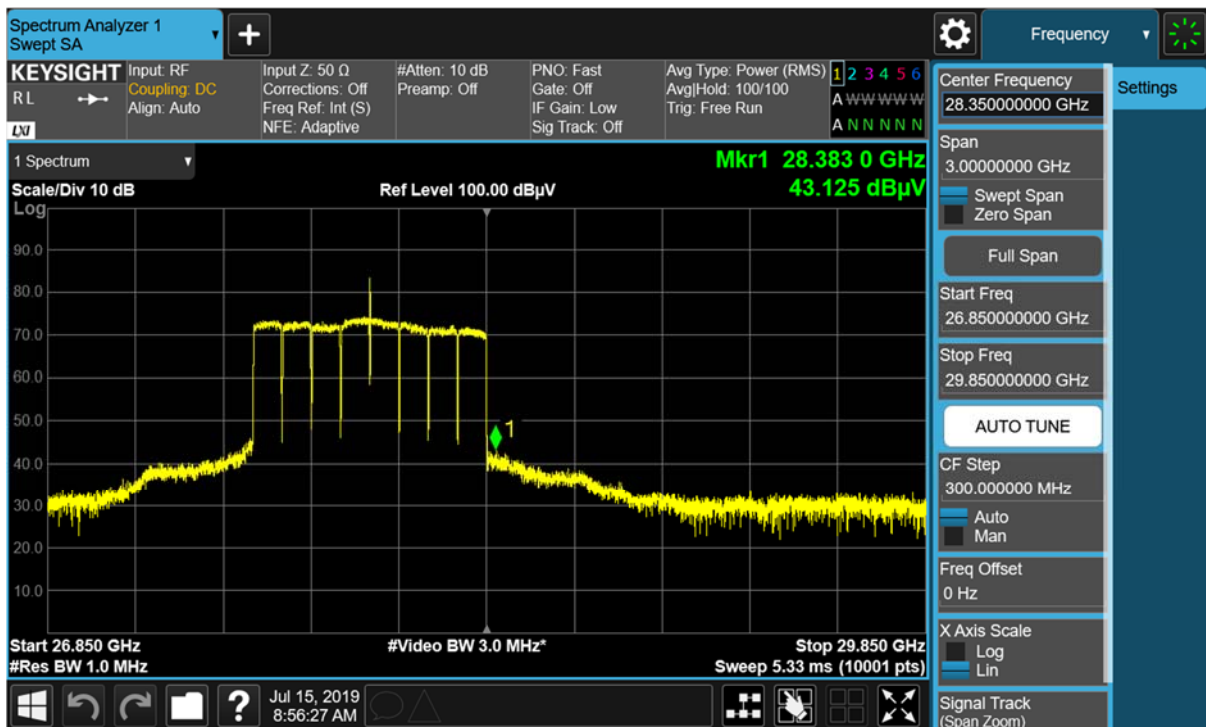 Spectrum Analyzer 1
Swept SA
Frequency
KEYSIGHT
R L
LXI
Input: RF
Coupling: DC
Align: Auto
Input Z: 50 Ω
Corrections: Off
Freq Ref: Int (S)
NFE: Adaptive
#Atten: 10 dB
Preamp: Off
PNO: Fast
Gate: Off
IF Gain: Low
Sig Track: Off
Avg Type: Power (RMS)
Avg|Hold: 100/100
Trig: Free Run
1 2 3 4 5 6
A W W W W W
A N N N N N
1 Spectrum
Scale/Div 10 dB
Log
Ref Level 100.00 dBµV
Mkr1 28.383 0 GHz
43.125 dBµV
90.0
80.0
70.0
60.0
50.0
40.0
30.0
20.0
10.0
1
Start 26.850 GHz
#Res BW 1.0 MHz
#Video BW 3.0 MHz*
Stop 29.850 GHz
Sweep 5.33 ms (10001 pts)
Jul 15, 2019
8:56:27 AM
?
Center Frequency
28.350000000 GHz
Span
3.00000000 GHz
Swept Span
Zero Span
Full Span
Start Freq
26.850000000 GHz
Stop Freq
29.850000000 GHz
AUTO TUNE
CF Step
300.000000 MHz
Auto
Man
Freq Offset
0 Hz
X Axis Scale
Log
Lin
Signal Track
(Span Zoom)
Settings